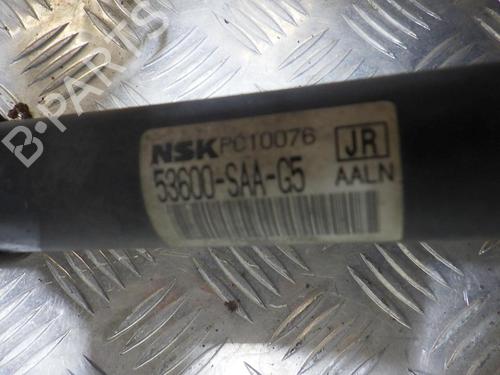 B-PARTS
NSK PC10076 JR
53600-SAA-G5 AALN